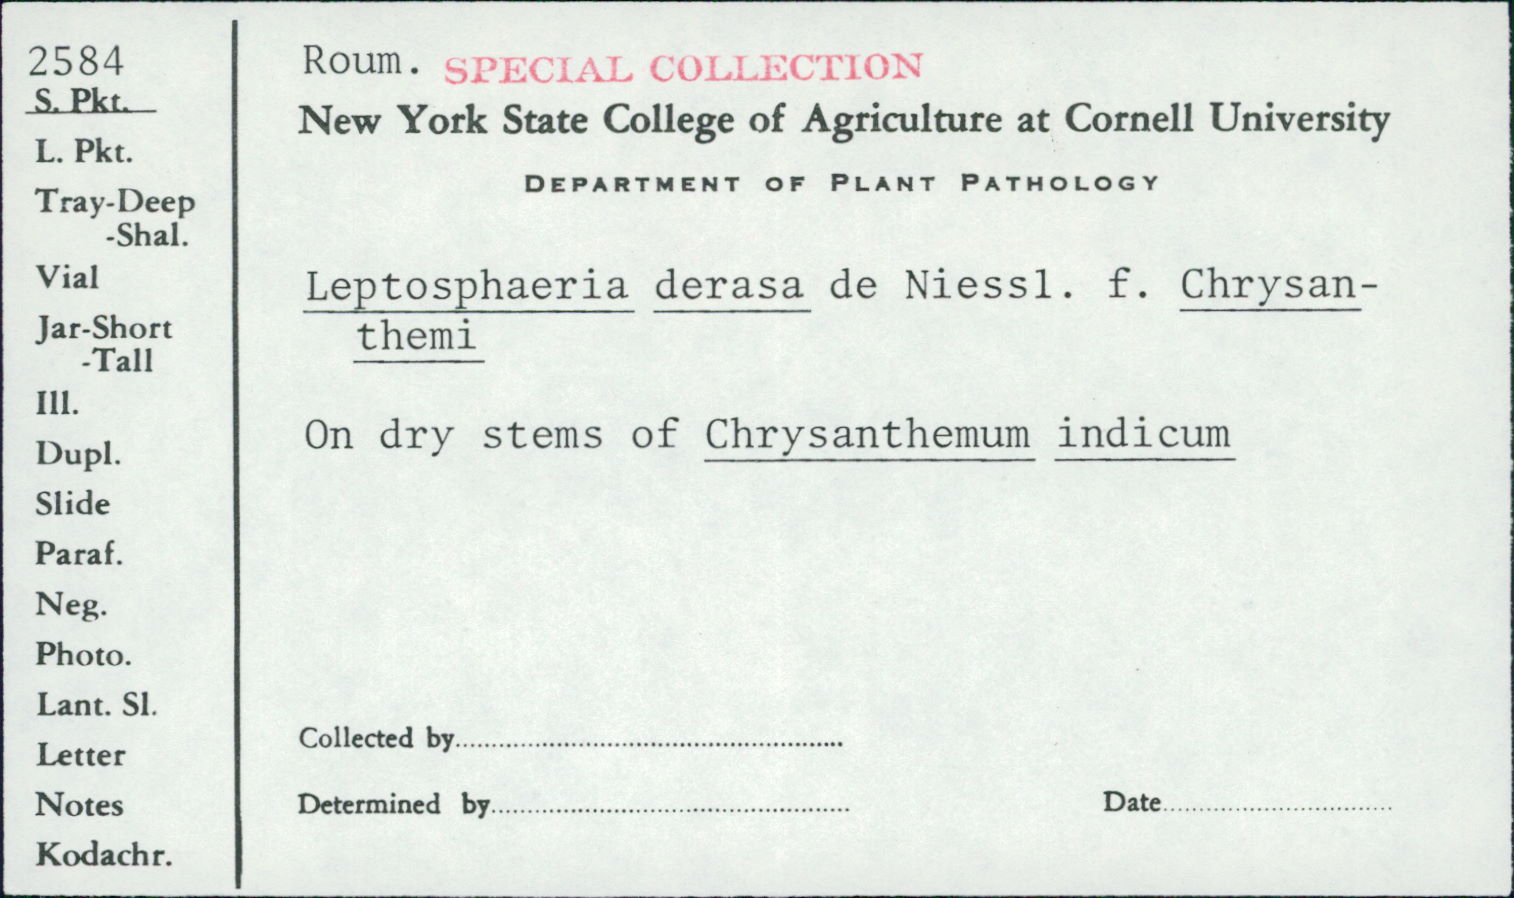 2584
S. Pkt.
L. Pkt.
Tray-Deep
-Shal.
Vial
Jar-Short
-Tall
Ill.
Dupl.
Slide
Paraf.
Neg.
Photo.
Lant. Sl.
Letter
Notes
Kodachr.
Roum. SPECIAL COLLECTION
New York State College of Agriculture at Cornell University
DEPARTMENT OF PLANT PATHOLOGY
Leptosphaeria derasa de Niessl. f. Chrysan-
themi
On dry stems of Chrysanthemum indicum
Collected by
Determined by
Date